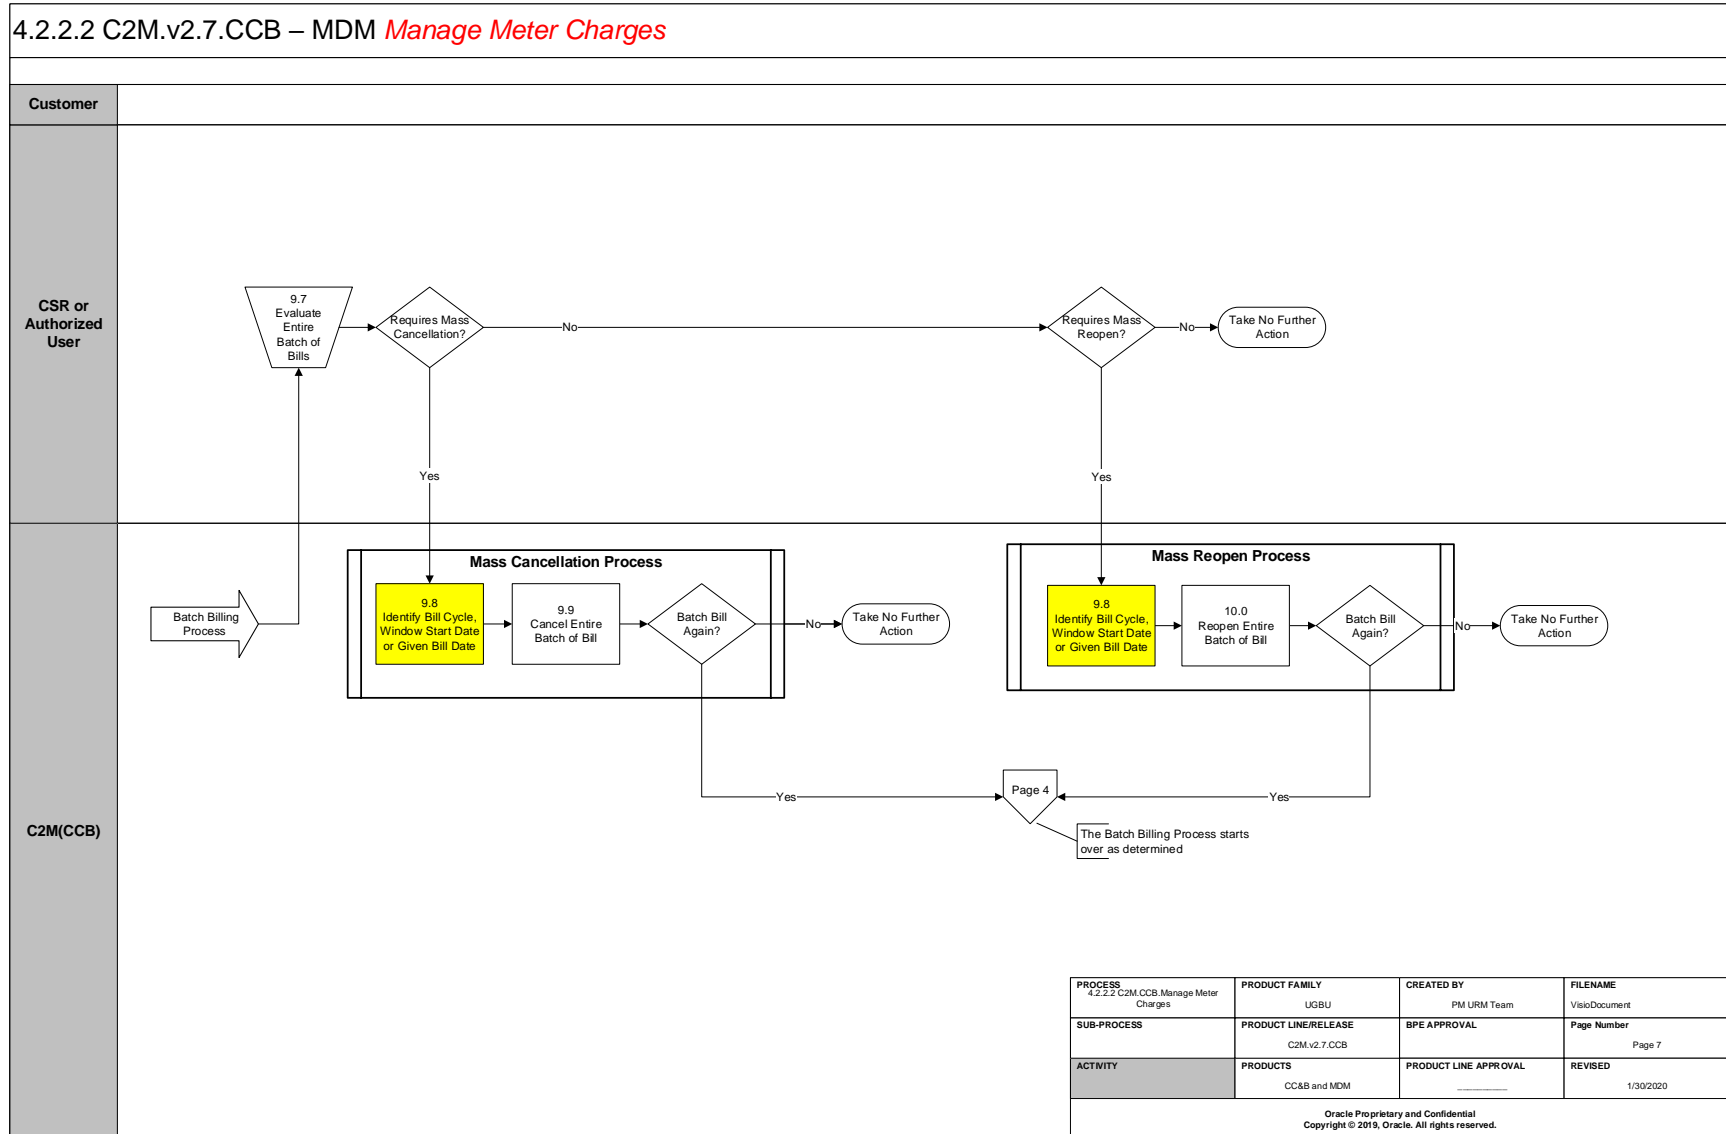 4.2.2.2 C2M.v2.7.CCB – MDM Manage Meter Charges
Customer
CSR or
Authorized
User
9.7
Evaluate
Entire
Batch of
Bills
Requires Mass
Cancellation?
No
Requires Mass
Reopen?
No
Take No Further
Action
Yes
Yes
C2M(CCB)
Batch Billing
Process
Mass Cancellation Process
9.8
Identify Bill Cycle,
Window Start Date
or Given Bill Date
9.9
Cancel Entire
Batch of Bill
Batch Bill
Again?
No
Take No Further
Action
Mass Reopen Process
9.8
Identify Bill Cycle,
Window Start Date
or Given Bill Date
10.0
Reopen Entire
Batch of Bill
Batch Bill
Again?
No
Take No Further
Action
Yes
Page 4
Yes
The Batch Billing Process starts
over as determined
PROCESS
4.2.2.2 C2M.CCB.Manage Meter
Charges
PRODUCT FAMILY
UGBU
CREATED BY
PM URM Team
FILENAME
VisioDocument
SUB-PROCESS
PRODUCT LINE/RELEASE
C2M.v2.7.CCB
BPE APPROVAL
Page Number
Page 7
ACTIVITY
PRODUCTS
CC&B and MDM
PRODUCT LINE APPROVAL
REVISED
1/30/2020
Oracle Proprietary and Confidential
Copyright © 2019, Oracle. All rights reserved.